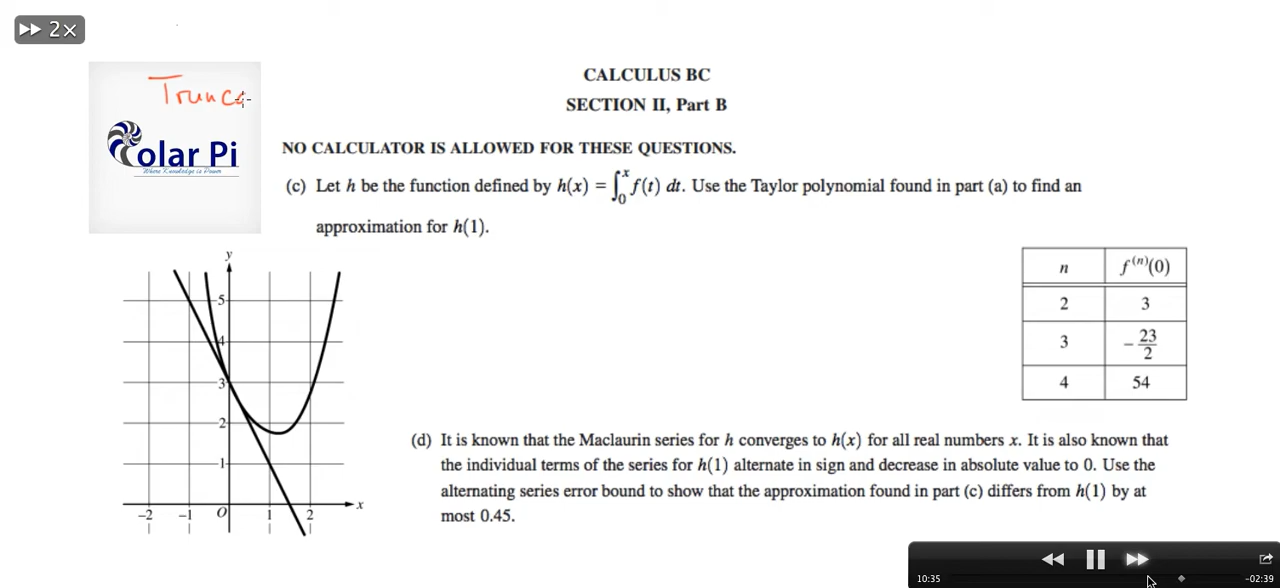 2×
Trunca
olar Pi
Where Knowledge is Power
CALCULUS BC
SECTION II, Part B
NO CALCULATOR IS ALLOWED FOR THESE QUESTIONS.
(c) Let h be the function defined by h(x) = ∫₀ˣ f(t) dt. Use the Taylor polynomial found in part (a) to find an
approximation for h(1).
y
5
4
3
2
1
-2 -1 O 1 2 x
n f⁽ⁿ⁾(0)
2 3
3 -23/2
4 54
(d) It is known that the Maclaurin series for h converges to h(x) for all real numbers x. It is also known that
the individual terms of the series for h(1) alternate in sign and decrease in absolute value to 0. Use the
alternating series error bound to show that the approximation found in part (c) differs from h(1) by at
most 0.45.
10:35 -02:39